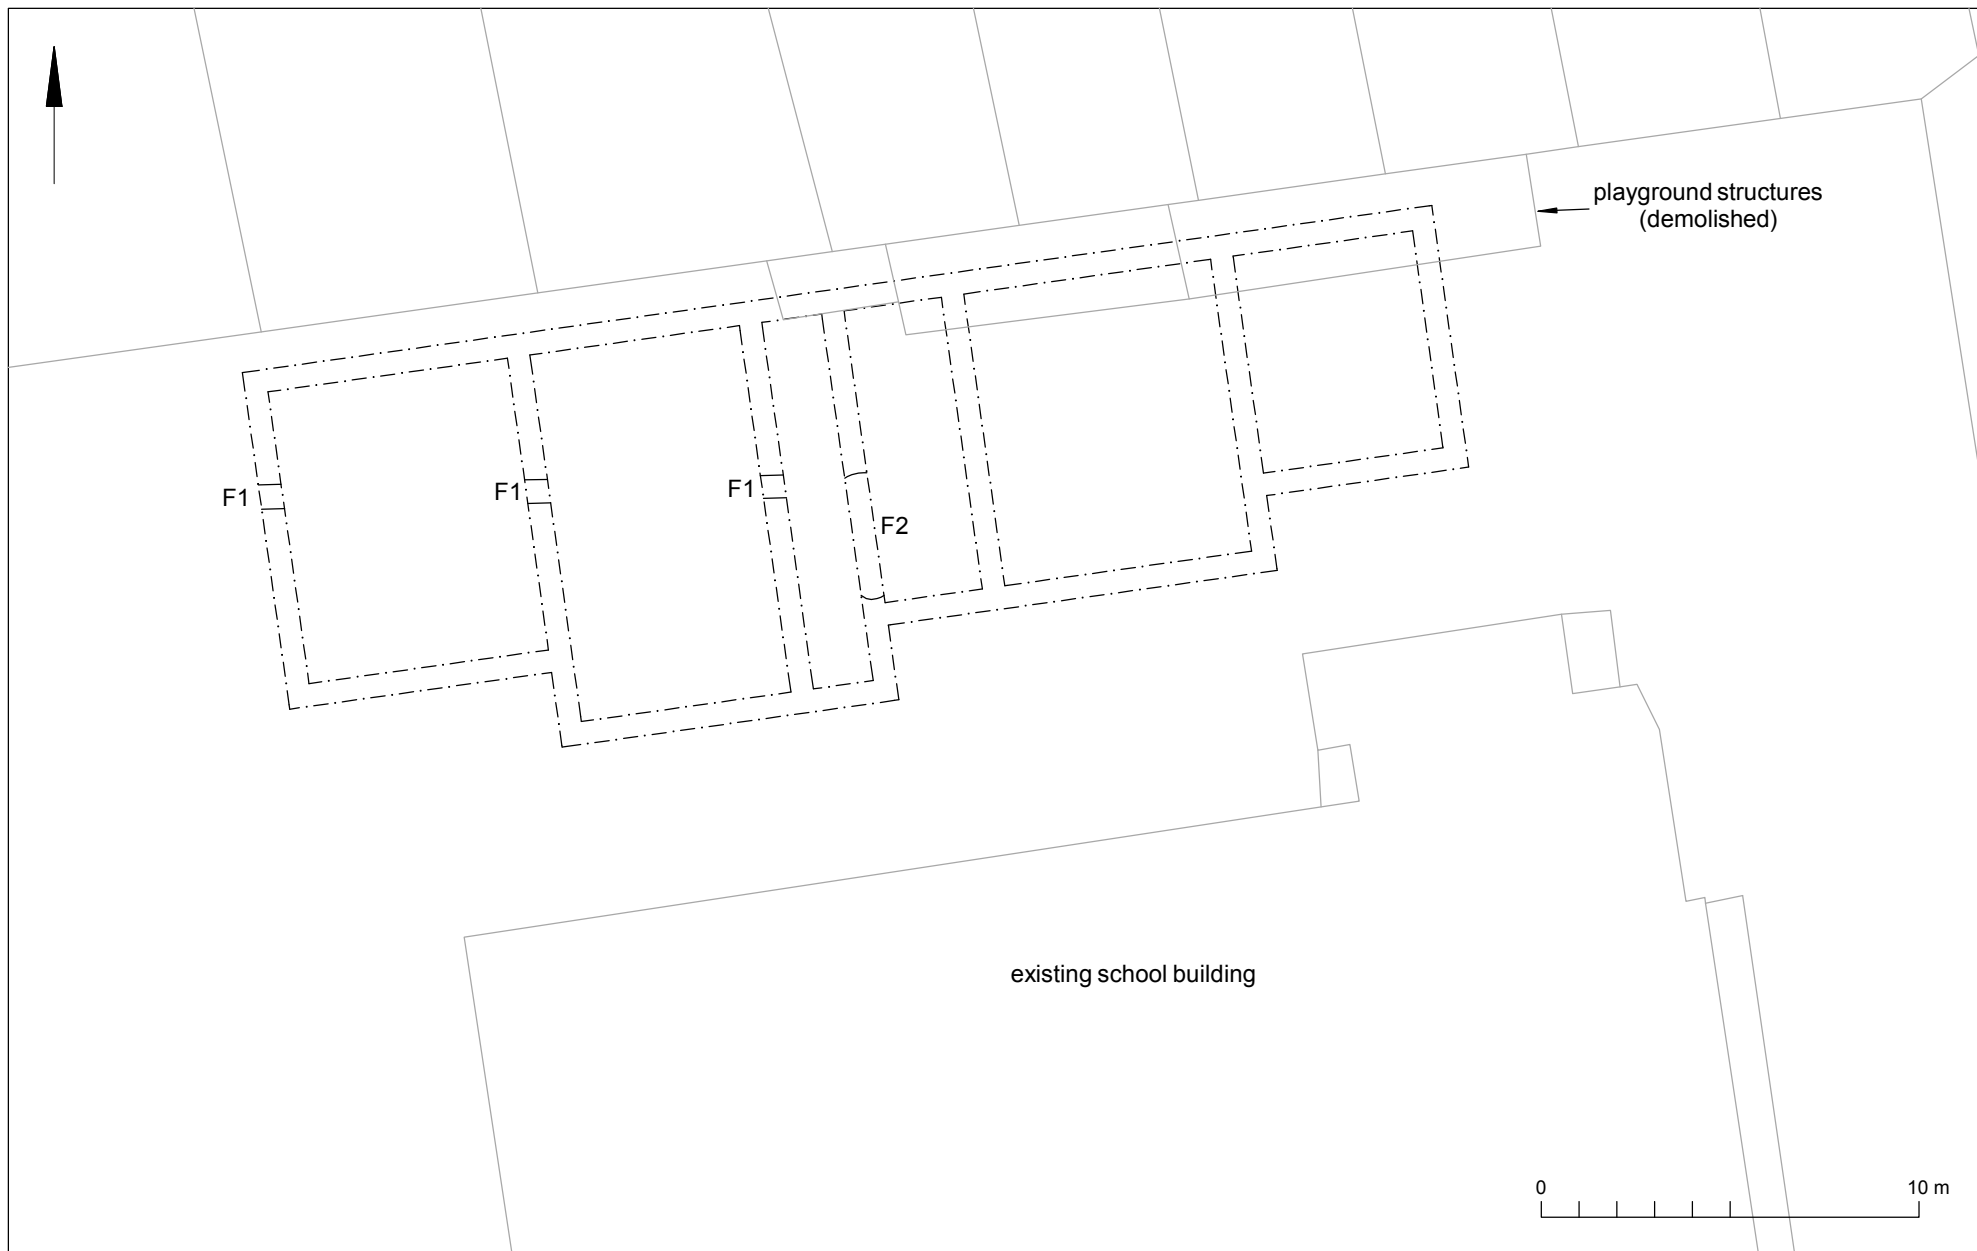 playground structures
(demolished)
F1
F1
F1
F2
existing school building
0
10 m